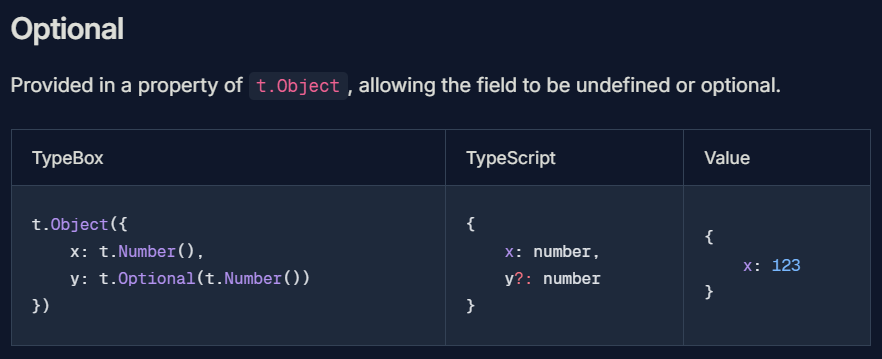 Optional
Provided in a property of t.Object, allowing the field to be undefined or optional.
TypeBox
TypeScript
Value
t.Object({
    x: t.Number(),
    y: t.Optional(t.Number())
})
{
    x: number,
    y?: number
}
{
    x: 123
}